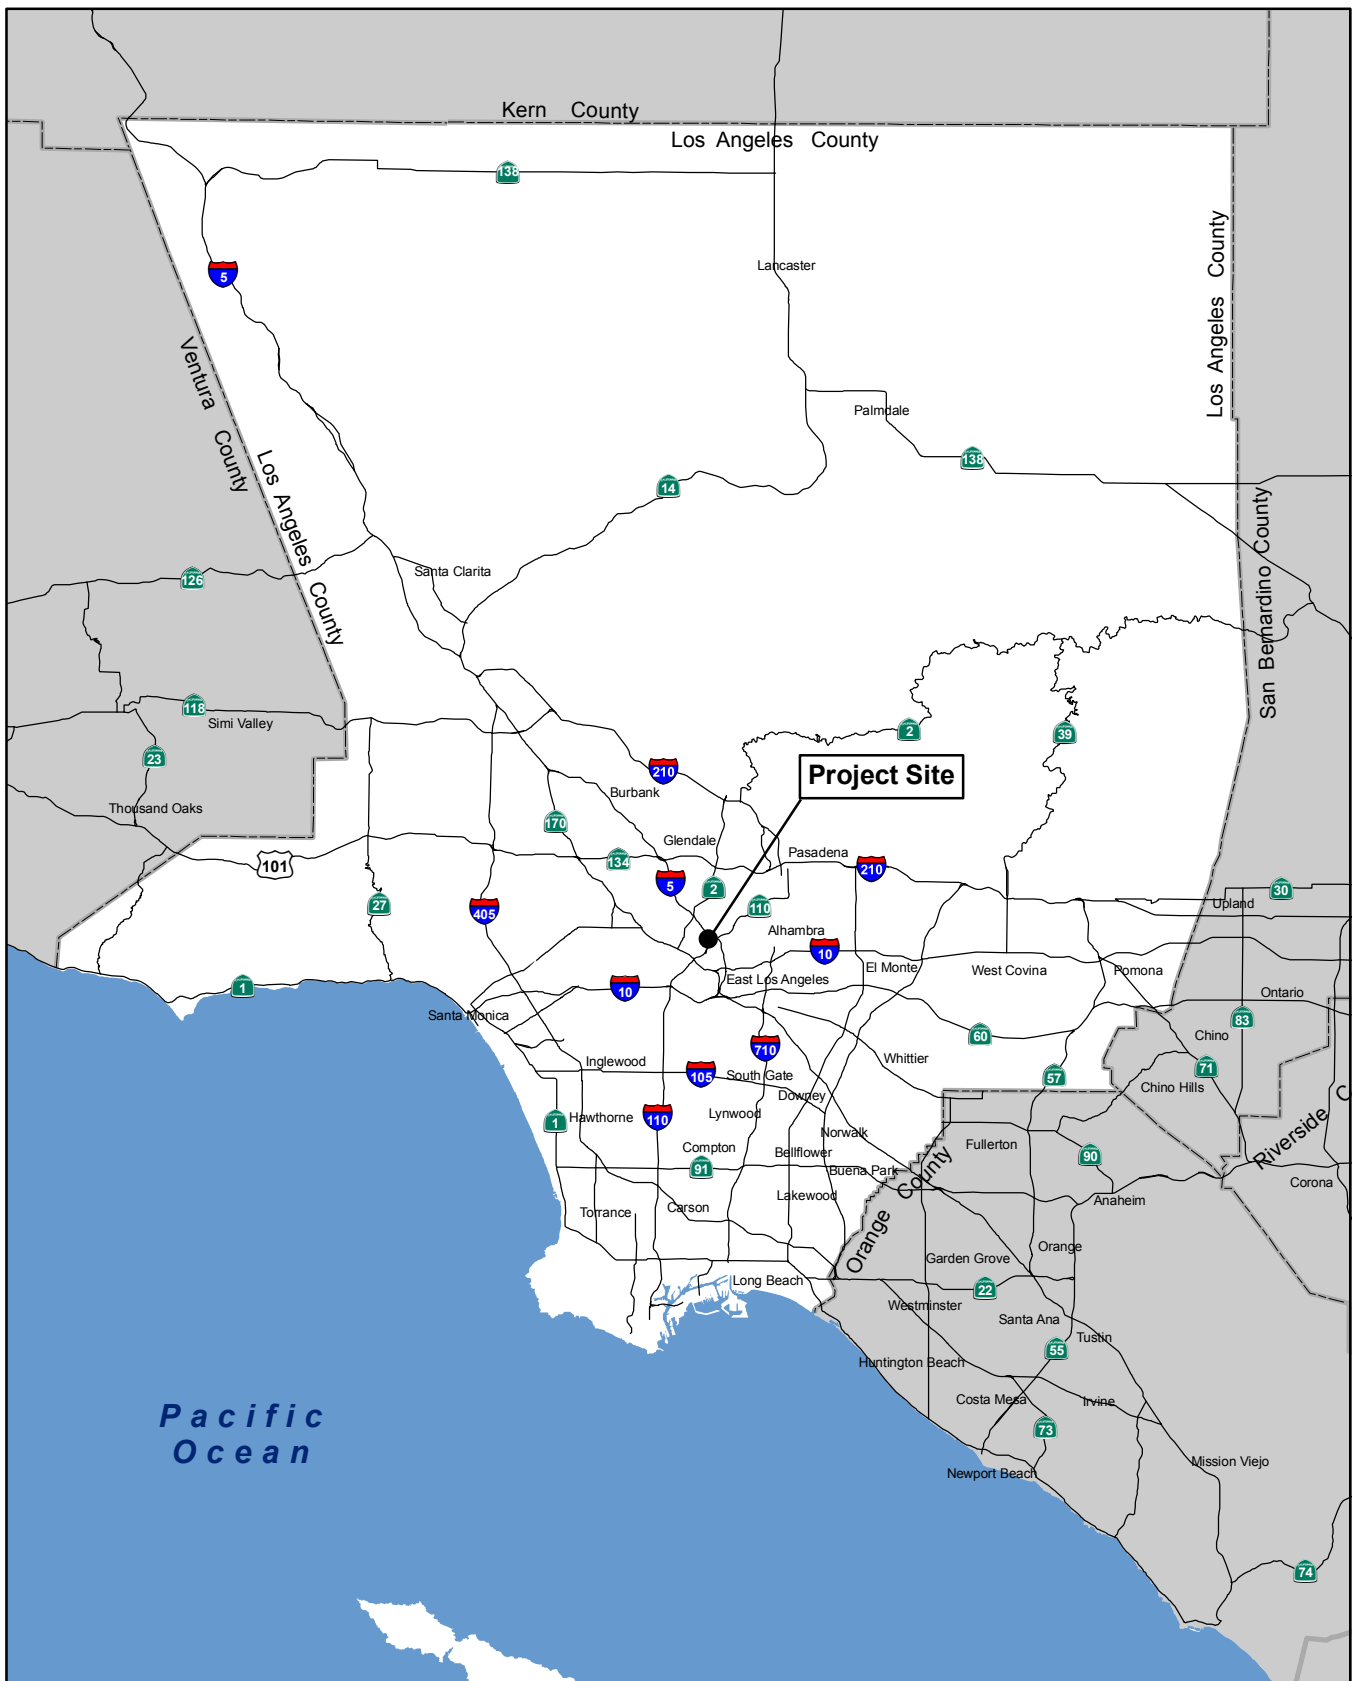 Kern County
Los Angeles County
138
Lancaster
5
Los Angeles County
Ventura County
Los Angeles County
Palmdale
138
14
San Bernardino County
Santa Clarita
126
118
Simi Valley
23
2
39
210
Project Site
Burbank
Thousand Oaks
170
Glendale
134
Pasadena
101
210
5
2
30
27
405
110
Upland
Alhambra
10
El Monte
West Covina
Pomona
East Los Angeles
1
10
Ontario
Santa Monica
83
60
Chino
710
Inglewood
Whittier
105
South Gate
57
71
Chino Hills
Downey
Hawthorne
1
110
Lynwood
Norwalk
Riverside C
Compton
Fullerton
Bellflower
90
91
Buena Park
Corona
Lakewood
Anaheim
Torrance
Carson
Orange County
Orange
Garden Grove
Long Beach
22
Westminster
Santa Ana
Tustin
55
Huntington Beach
Costa Mesa
Irvine
Pacific
Ocean
73
Mission Viejo
Newport Beach
74